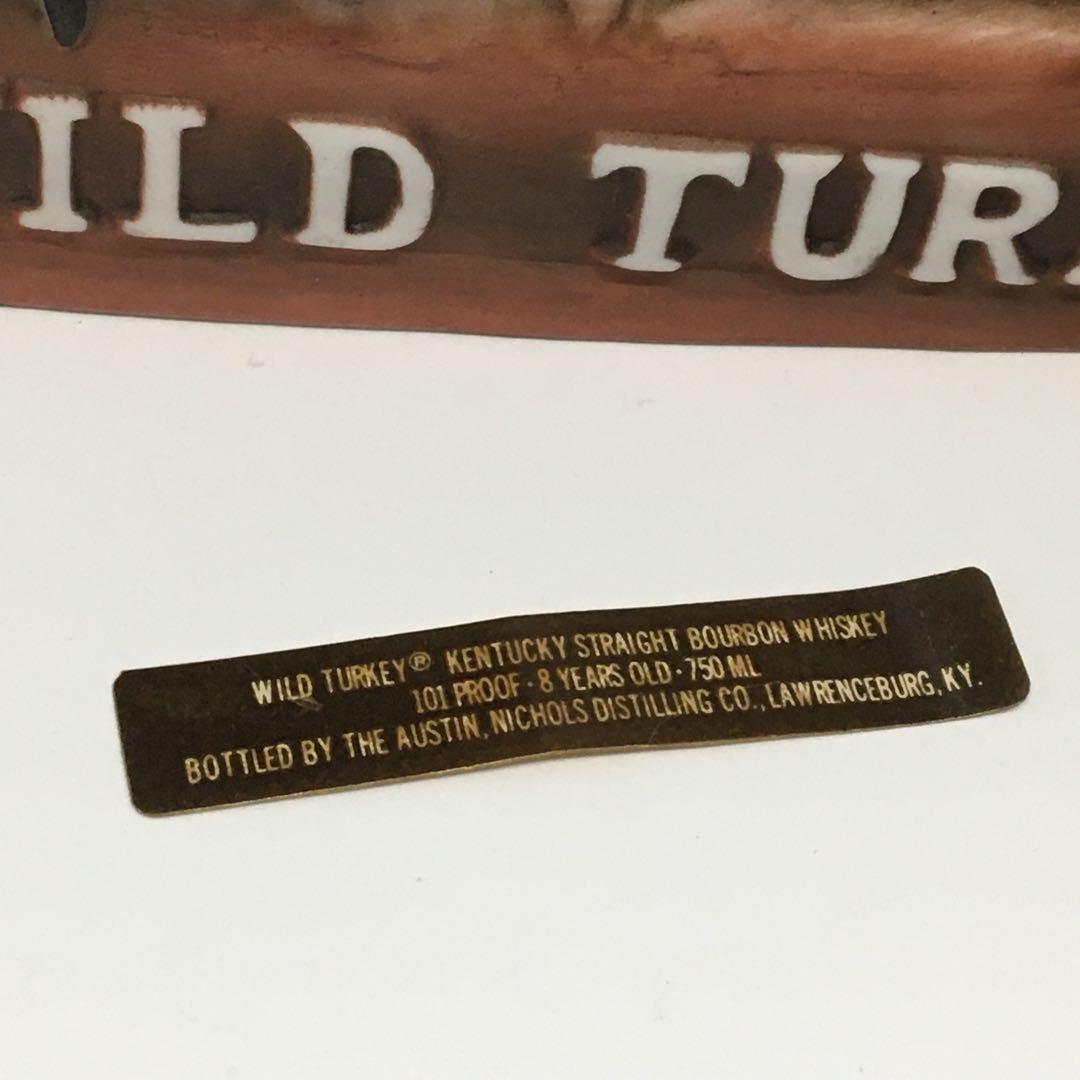 ILD TUR
WILD TURKEY® KENTUCKY STRAIGHT BOURBON WHISKEY
101 PROOF · 8 YEARS OLD · 750 ML
BOTTLED BY THE AUSTIN, NICHOLS DISTILLING CO., LAWRENCEBURG, KY.